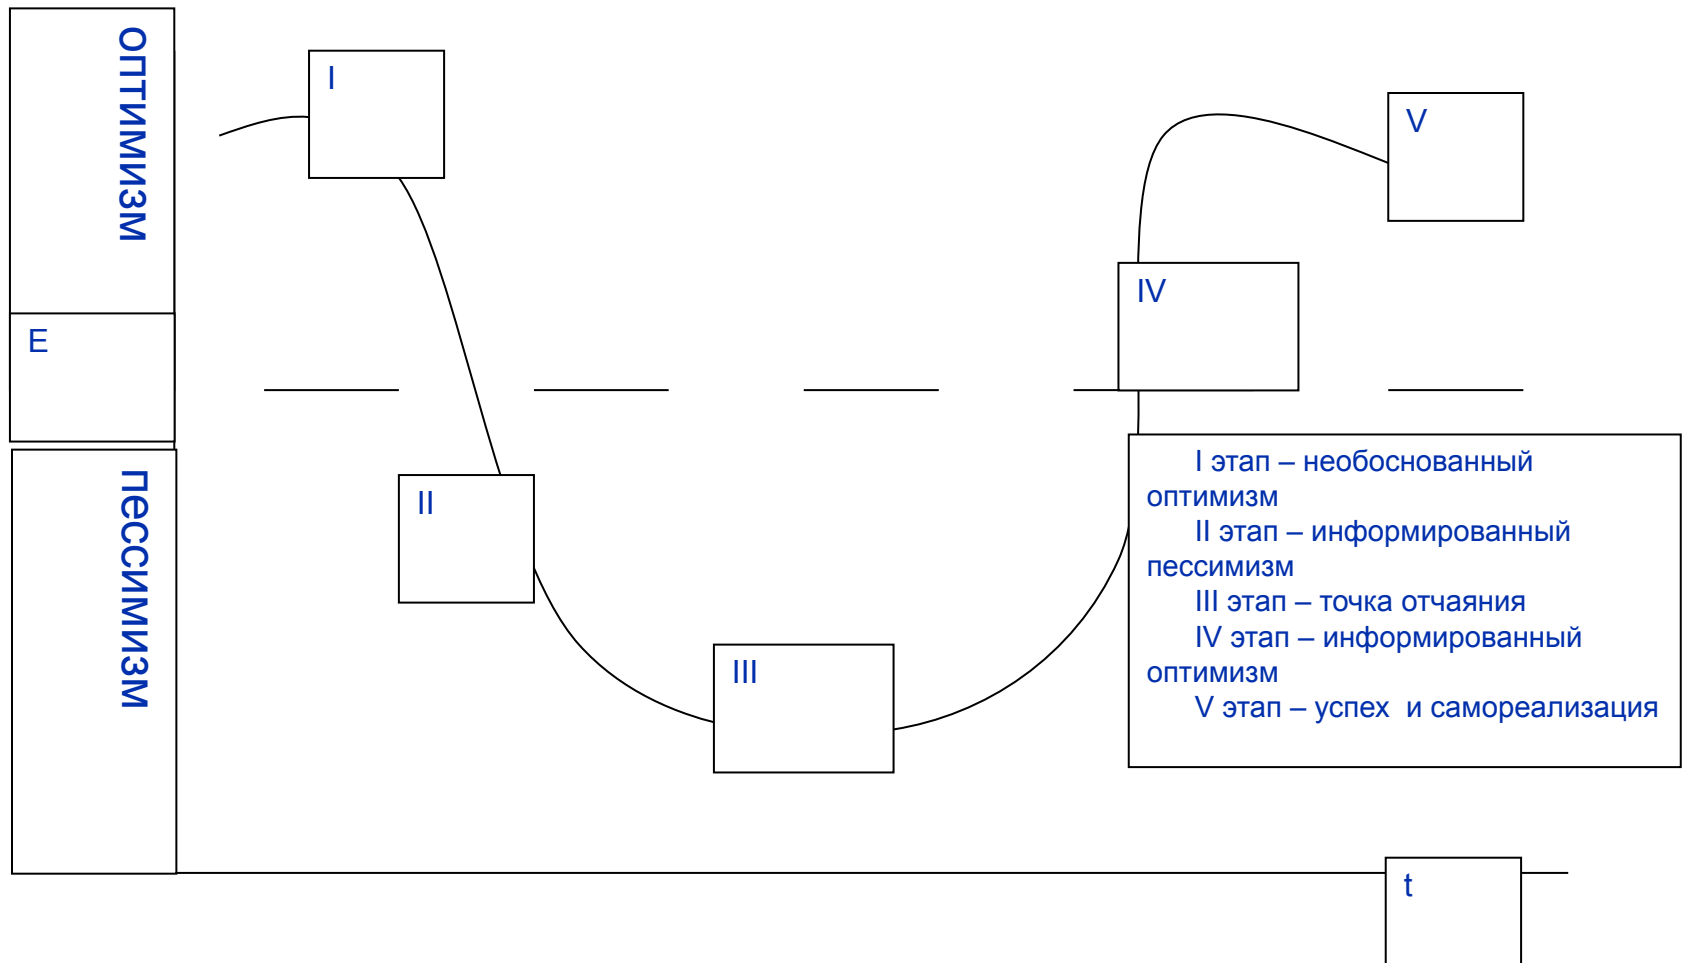 оптимизм
I
V
IV
E
II
пессимизм
I этап – необоснованный
оптимизм
II этап – информированный
пессимизм
III этап – точка отчаяния
IV этап – информированный
оптимизм
V этап – успех  и самореализация
III
t